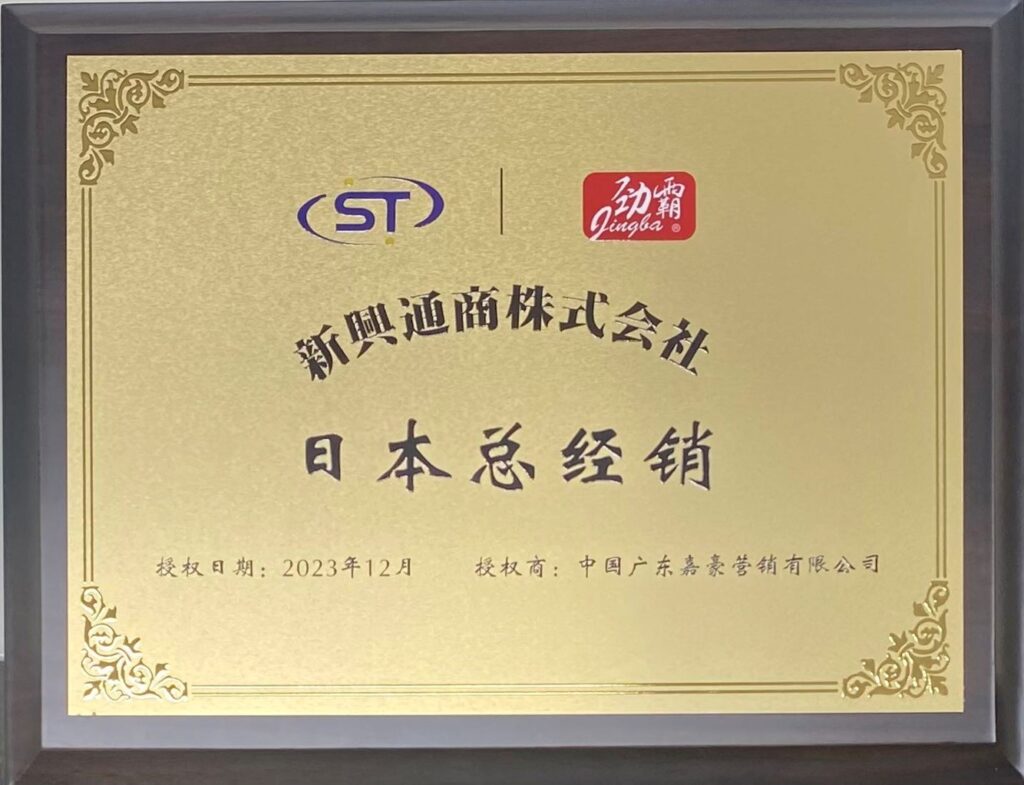 ST 劲霸
Jingba ®
新興通商株式会社
日本总经销
授权日期：2023年12月 授权商：中国广东嘉豪营销有限公司